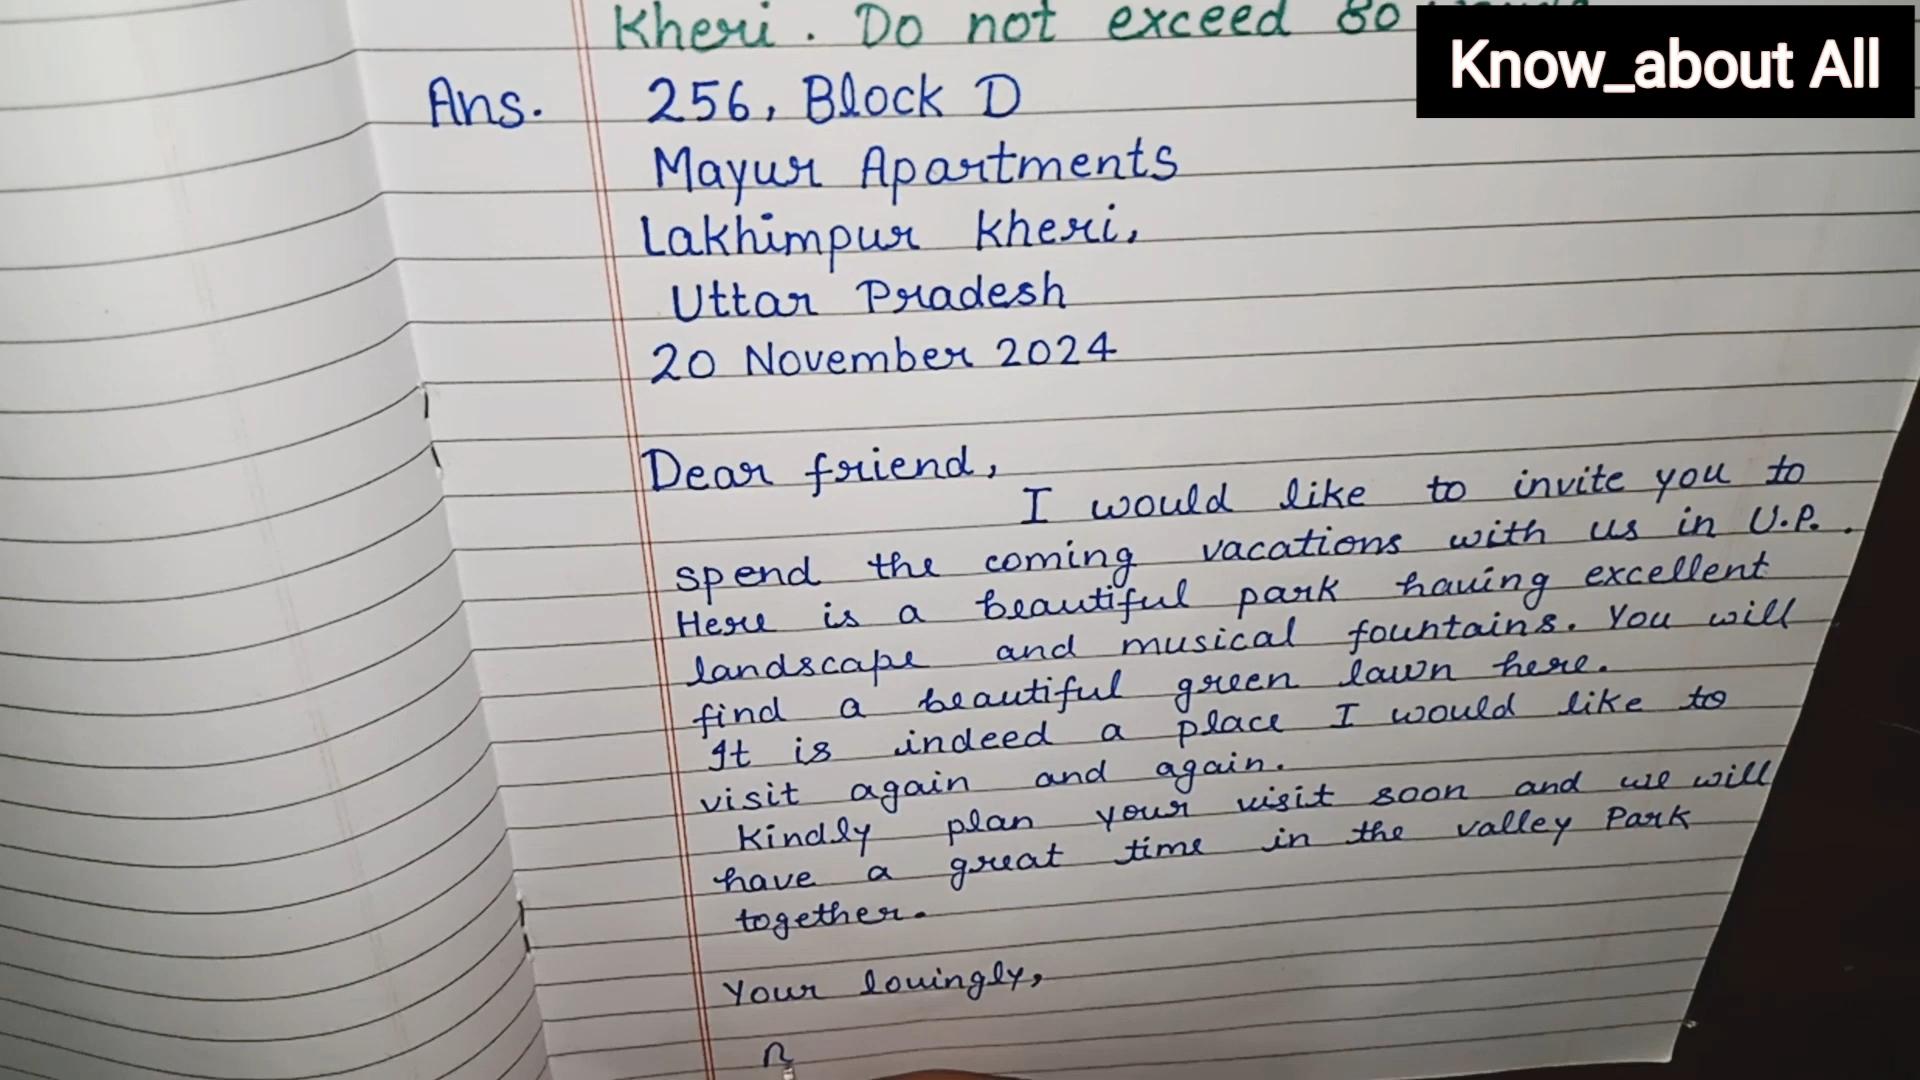 Kheri. Do not exceed 80
Know_about All
Ans. 256, Block D
Mayur Apartments
Lakhimpur Kheri,
Uttar Pradesh
20 November 2024
Dear friend,
I would like to invite you to
spend the coming vacations with us in U.P.
Here is a beautiful park having excellent
landscape and musical fountains. You will
find a beautiful green lawn here.
It is indeed a place I would like to
visit again and again.
Kindly plan your visit soon and we will
have a great time in the valley Park
together.
Your lovingly,